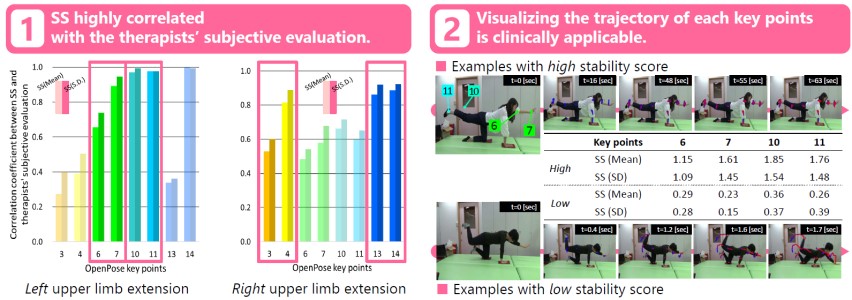 1
SS highly correlated
with the therapists' subjective evaluation.
Correlation coefficient between SS and
therapists' subjective evaluation
1.0
0.8
0.6
0.4
0.2
0.0
SS(Mean)
SS(S.D.)
3 4 6 7 10 11 13 14
OpenPose key points
Left upper limb extension
1.0
0.8
0.6
0.4
0.2
0.0
SS(Mean)
SS(S.D.)
3 4 6 7 10 11 13 14
OpenPose key points
Right upper limb extension
2
Visualizing the trajectory of each key points
is clinically applicable.
Examples with high stability score
t=0 [sec]
11
10
6
7
t=16 [sec]
t=48 [sec]
t=55 [sec]
t=63 [sec]
Key points 6 7 10 11
High
SS (Mean) 1.15 1.61 1.85 1.76
SS (SD) 1.09 1.45 1.54 1.48
Low
SS (Mean) 0.29 0.23 0.36 0.26
SS (SD) 0.28 0.15 0.37 0.39
t=0 [sec]
t=0.4 [sec]
t=1.2 [sec]
t=1.6 [sec]
t=1.7 [sec]
Examples with low stability score